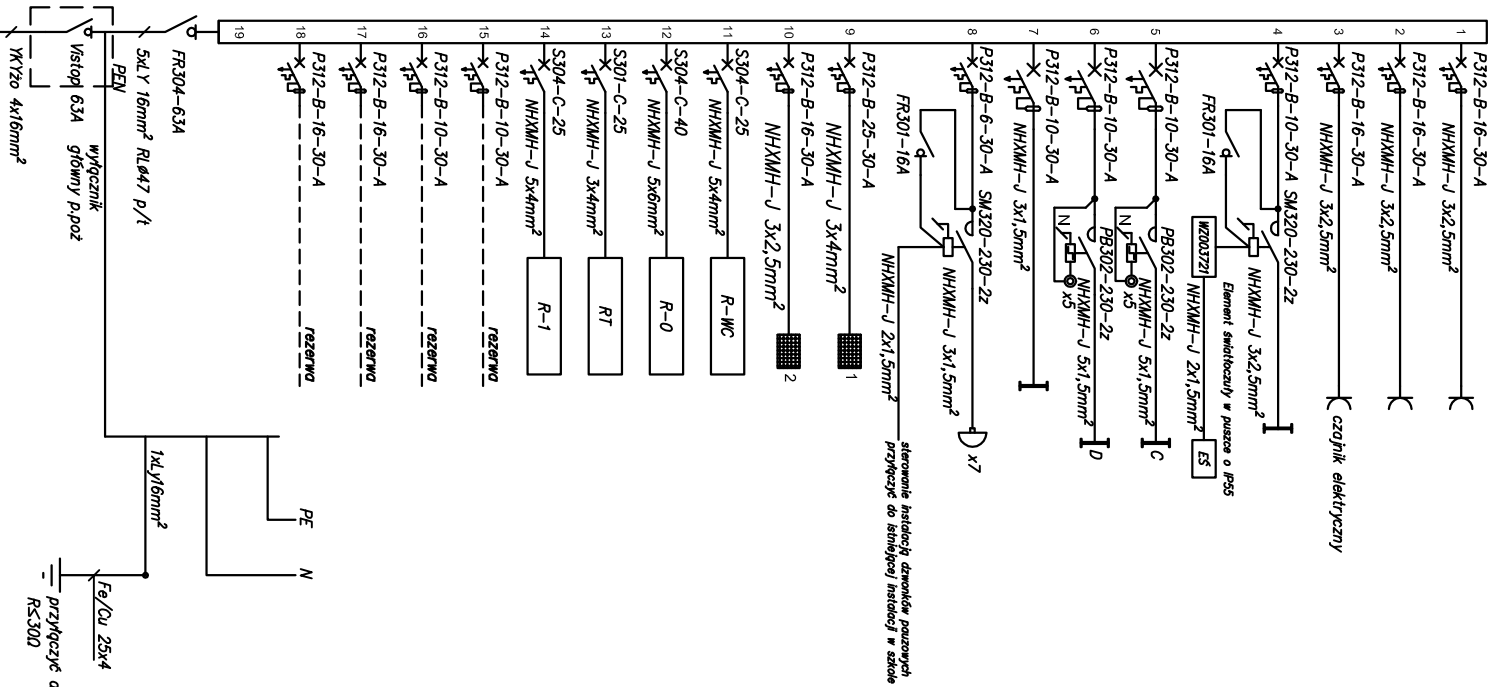 1
P312-B-16-30-A
NHXMH-J 3x2,5mm²
2
P312-B-16-30-A
NHXMH-J 3x2,5mm²
3
P312-B-16-30-A
NHXMH-J 3x2,5mm²
czajnik elektryczny
4
P312-B-10-30-A
SM320-230-2z
NHXMH-J 3x2,5mm²
FR301-16A
WZ003721
Element światłoczuły w puszce o IP55
NHXMH-J 2x1,5mm²
EŚ
5
P312-B-10-30-A
PB302-230-2z
NHXMH-J 5x1,5mm²
N
x5
C
6
P312-B-10-30-A
PB302-230-2z
NHXMH-J 5x1,5mm²
N
x5
D
7
P312-B-10-30-A
NHXMH-J 3x1,5mm²
8
P312-B-6-30-A
SM320-230-2z
NHXMH-J 3x1,5mm²
x7
FR301-16A
NHXMH-J 2x1,5mm²
sterowanie instalacją dzwonków pauzowych
przyłączyć do istniejącej instalacji w szkole
9
P312-B-25-30-A
NHXMH-J 3x4mm²
1
10
P312-B-16-30-A
NHXMH-J 3x2,5mm²
2
11
S304-C-25
NHXMH-J 5x4mm²
R-WC
12
S304-C-40
NHXMH-J 5x6mm²
R-0
13
S301-C-25
NHXMH-J 3x4mm²
RT
14
S304-C-25
NHXMH-J 5x4mm²
R-1
15
P312-B-10-30-A
rezerwa
16
P312-B-10-30-A
rezerwa
17
P312-B-16-30-A
rezerwa
18
P312-B-16-30-A
rezerwa
19
FR304-63A
5xLY 16mm² RLø47 p/t
PEN
Vistop 63A
wyłącznik
główny p.poż
YKYżo 4x16mm²
PE
N
1xLy16mm²
Fe/Cu 25x4
przyłączyć
R≤30Ω